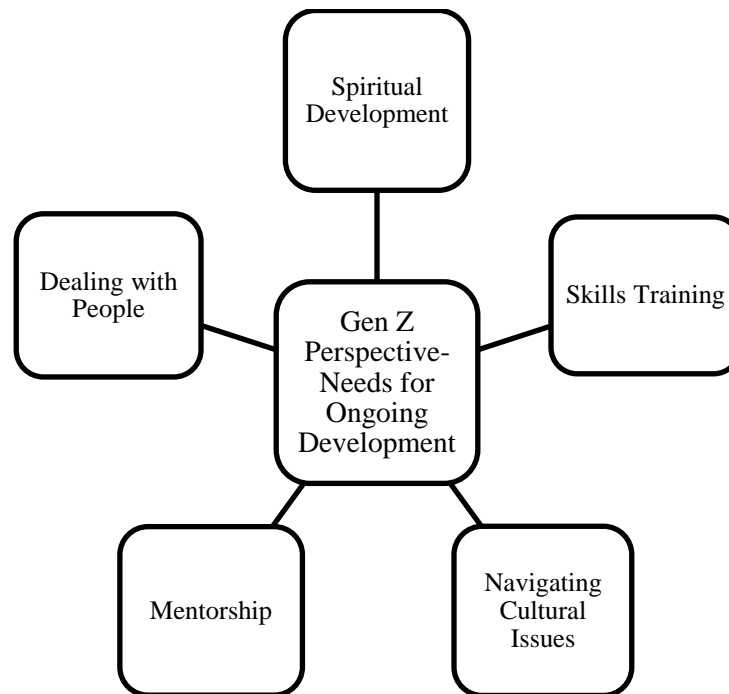 Spiritual
Development
Dealing with
People
Skills Training
Gen Z
Perspective-
Needs for
Ongoing
Development
Mentorship
Navigating
Cultural
Issues